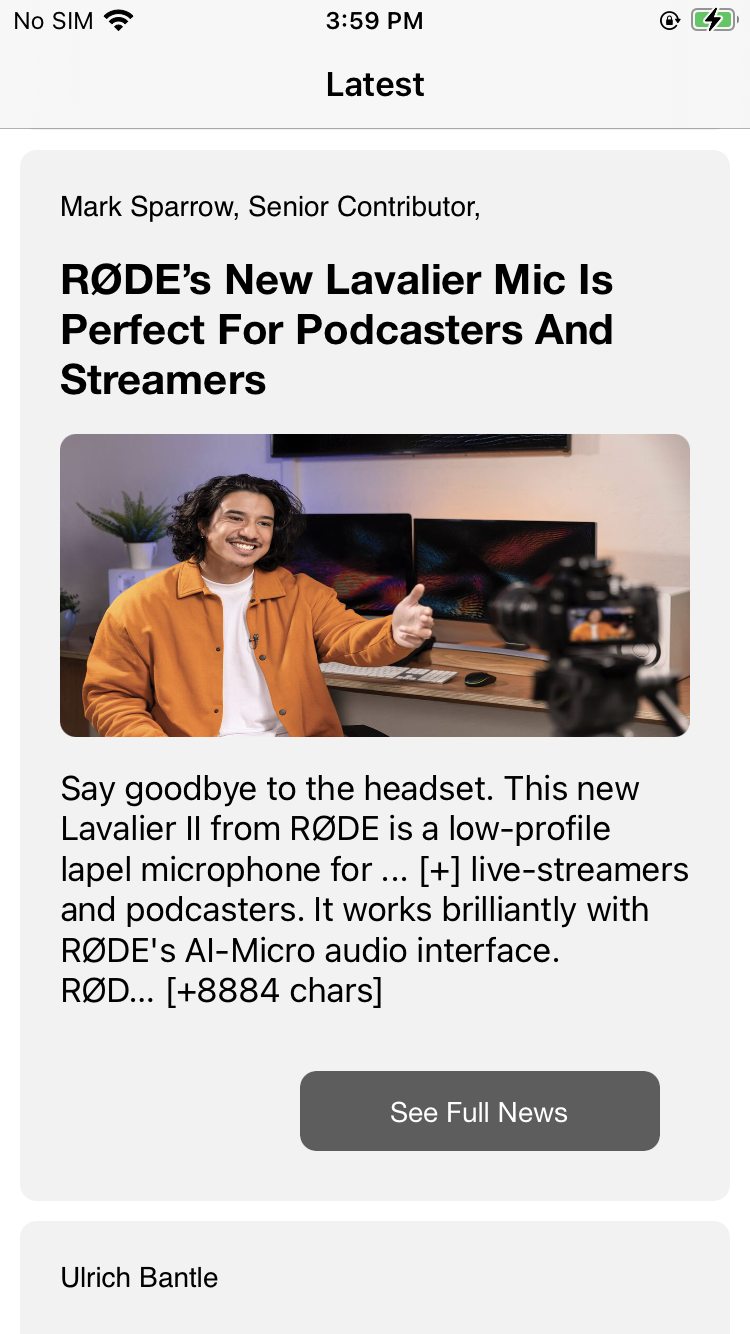 No SIM 3:59 PM
Latest
Mark Sparrow, Senior Contributor,
RØDE’s New Lavalier Mic Is
Perfect For Podcasters And
Streamers
Say goodbye to the headset. This new
Lavalier II from RØDE is a low-profile
lapel microphone for ... [+] live-streamers
and podcasters. It works brilliantly with
RØDE's AI-Micro audio interface.
RØD... [+8884 chars]
See Full News
Ulrich Bantle